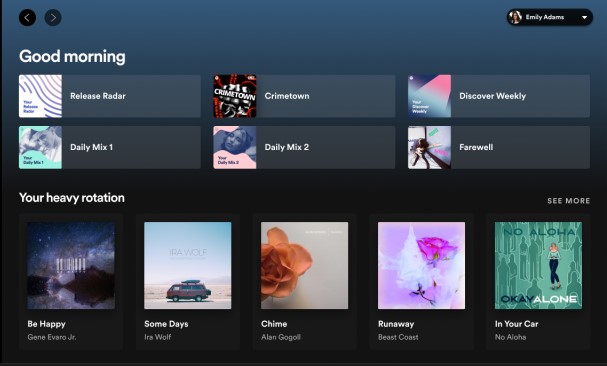 Emily Adams
Good morning
Your
Release
Radar
Release Radar
CRIMETOWN
Crimetown
Your
Discover
Weekly
Discover Weekly
Your
Daily Mix 1
Daily Mix 1
Your
Daily Mix 2
Daily Mix 2
Farewell
Your heavy rotation
SEE MORE
IRA WOLF
NO ALOHA
OKAYALONE
Be Happy
Gene Evaro Jr.
Some Days
Ira Wolf
Chime
Alan Gogoll
Runaway
Beast Coast
In Your Car
No Aloha